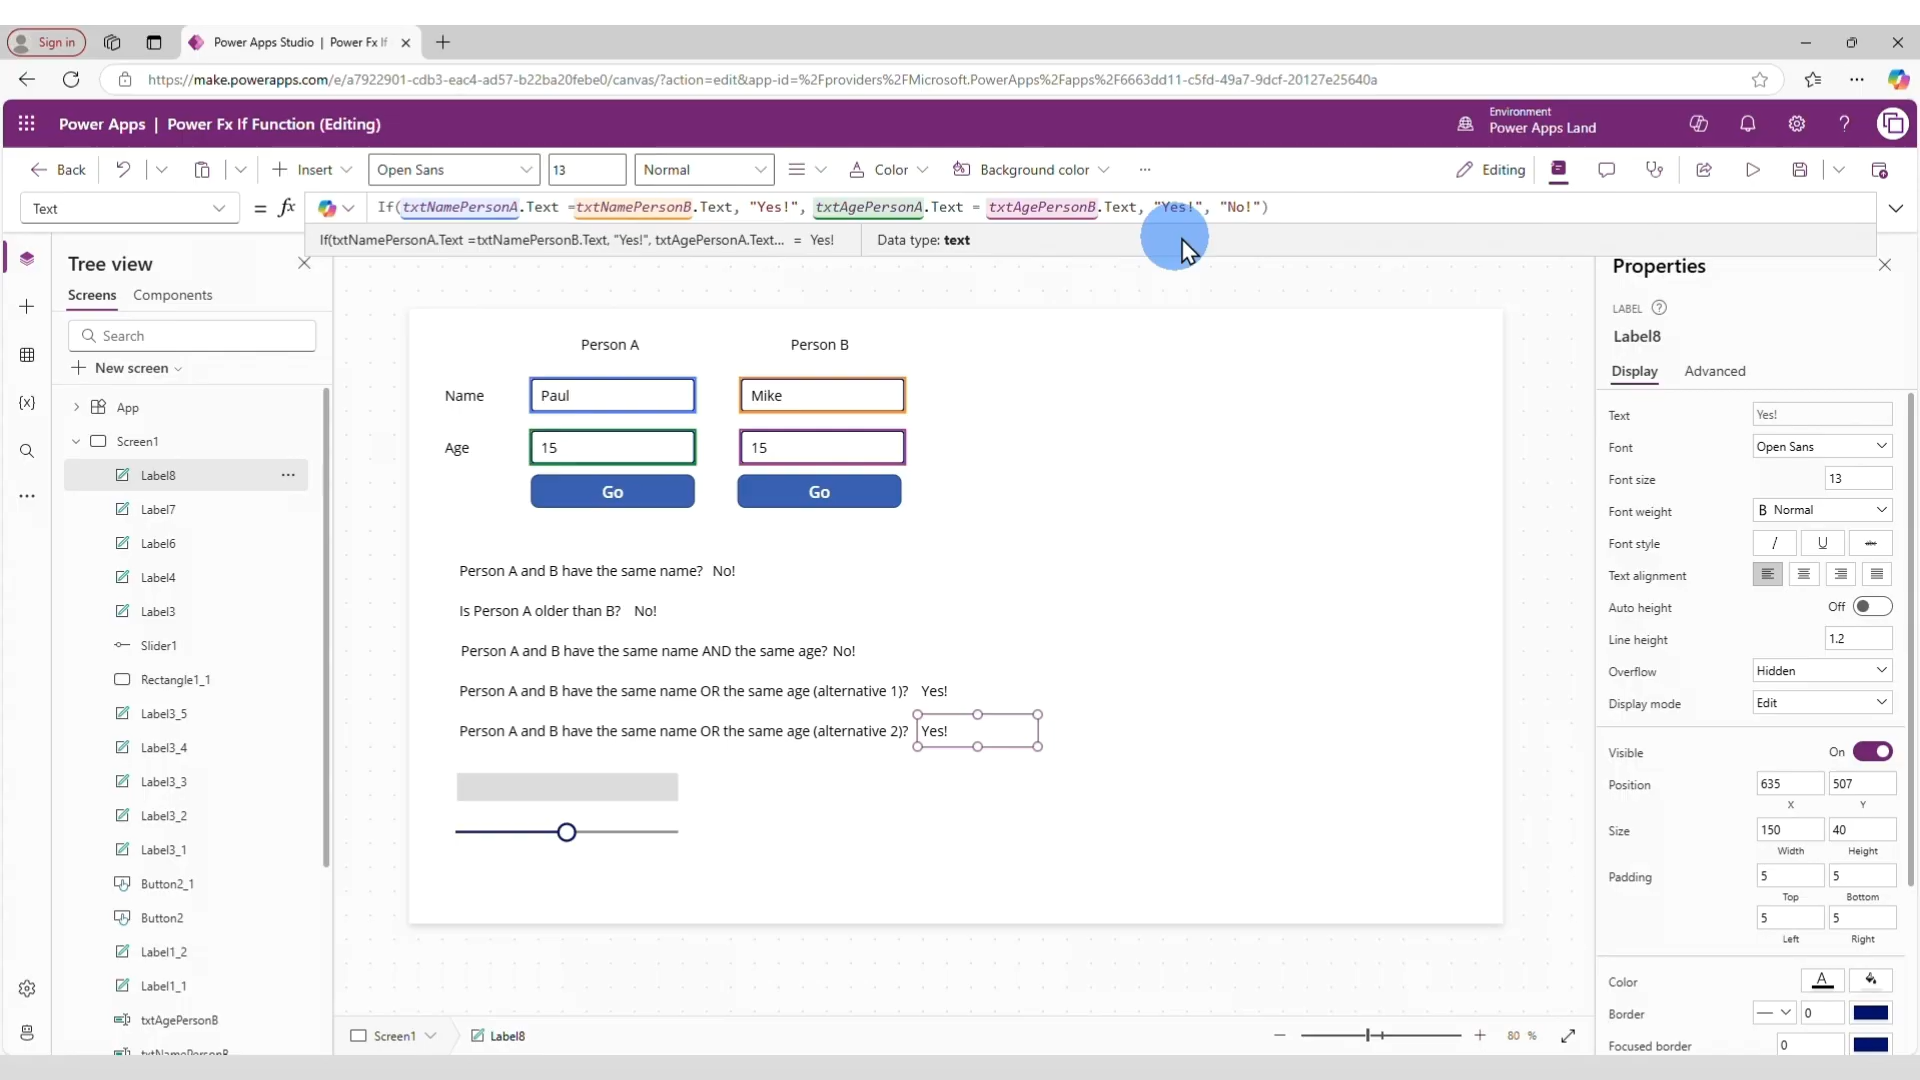 Sign in
Power Apps Studio | Power Fx If
https://make.powerapps.com/e/a7922901-cdb3-eac4-ad57-b22ba20febe0/canvas/?action=edit&app-id=%2Fproviders%2FMicrosoft.PowerApps%2Fapps%2F6663dd11-c5fd-49a7-9dcf-20127e25640a
Power Apps | Power Fx If Function (Editing)
Environment
Power Apps Land
Back
Insert
Open Sans
13
Normal
Color
Background color
Editing
Text
= fx
If(txtNamePersonA.Text =txtNamePersonB.Text, "Yes!", txtAgePersonA.Text = txtAgePersonB.Text, "Yes!", "No!")
If(txtNamePersonA.Text =txtNamePersonB.Text, "Yes!", txtAgePersonA.Text... = Yes!
Data type: text
Tree view
Screens
Components
Search
New screen
App
Screen1
Label8
Label7
Label6
Label4
Label3
Slider1
Rectangle1_1
Label3_5
Label3_4
Label3_3
Label3_2
Label3_1
Button2_1
Button2
Label1_2
Label1_1
txtAgePersonB
txtNamePersonB
Person A
Person B
Name
Paul
Mike
Age
15
15
Go
Go
Person A and B have the same name? No!
Is Person A older than B? No!
Person A and B have the same name AND the same age? No!
Person A and B have the same name OR the same age (alternative 1)? Yes!
Person A and B have the same name OR the same age (alternative 2)? Yes!
Screen1
Label8
80 %
Properties
LABEL
Label8
Display
Advanced
Text
Yes!
Font
Open Sans
Font size
13
Font weight
B Normal
Font style
/ U abc
Text alignment
Auto height
Off
Line height
1.2
Overflow
Hidden
Display mode
Edit
Visible
On
Position
635
507
X
Y
Size
150
40
Width
Height
Padding
5
5
Top
Bottom
5
5
Left
Right
Color
A
Border
0
Focused border
0